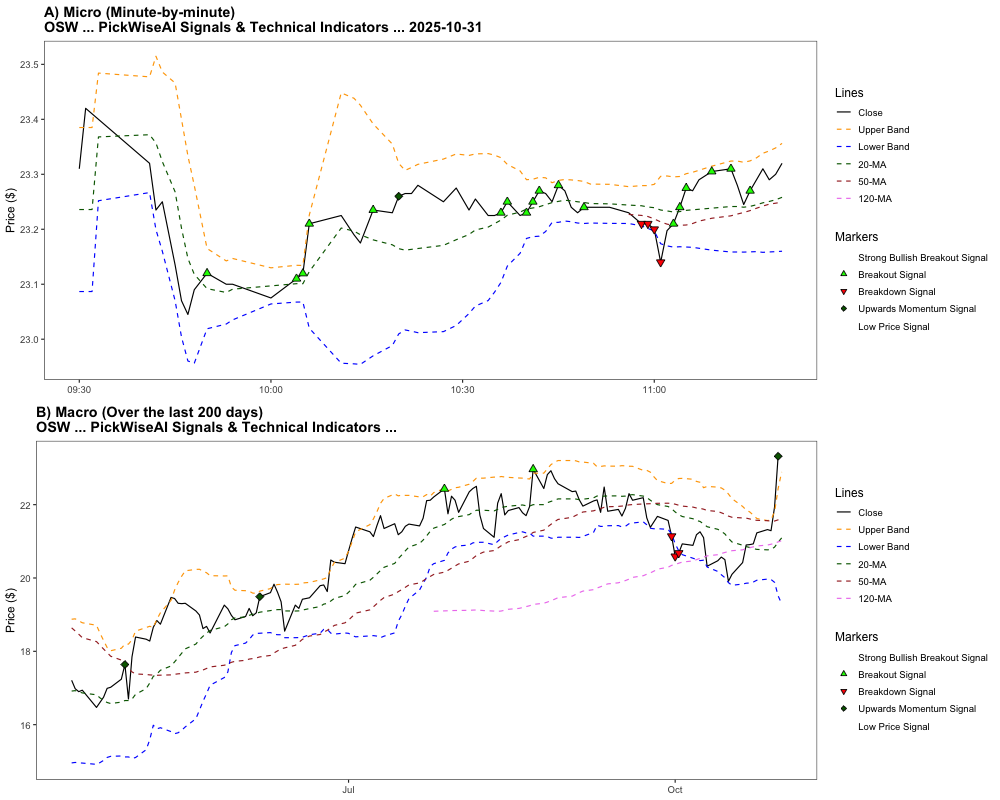 A) Micro (Minute-by-minute)
OSW ... PickWiseAI Signals & Technical Indicators ... 2025-10-31
23.5
23.4
23.3
23.2
23.1
23.0
Price ($)
09:30
10:00
10:30
11:00
Lines
Close
Upper Band
Lower Band
20-MA
50-MA
120-MA
Markers
Strong Bullish Breakout Signal
Breakout Signal
Breakdown Signal
Upwards Momentum Signal
Low Price Signal
B) Macro (Over the last 200 days)
OSW ... PickWiseAI Signals & Technical Indicators ...
22
20
18
16
Price ($)
Jul
Oct
Lines
Close
Upper Band
Lower Band
20-MA
50-MA
120-MA
Markers
Strong Bullish Breakout Signal
Breakout Signal
Breakdown Signal
Upwards Momentum Signal
Low Price Signal